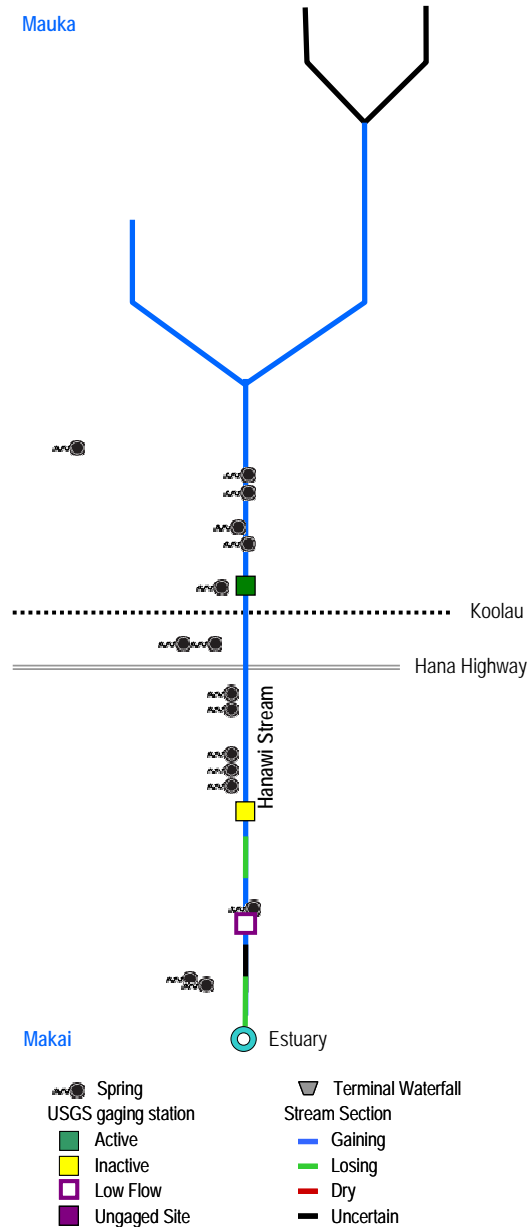 Mauka
Koolau
Hana Highway
Hanawi Stream
Makai
Estuary
Spring
Terminal Waterfall
USGS gaging station
Stream Section
Active
Gaining
Inactive
Losing
Low Flow
Dry
Ungaged Site
Uncertain